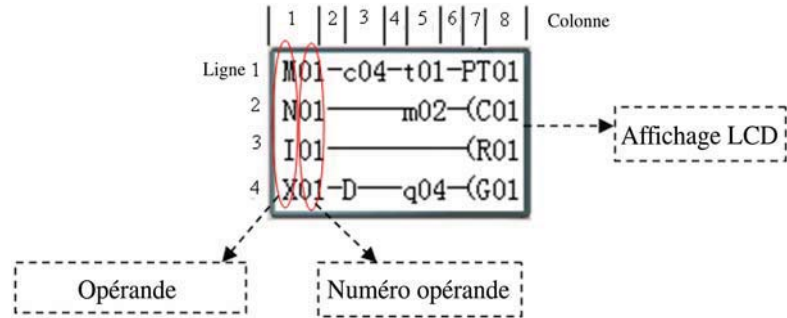 1 2 3 4 5 6 7 8 Colonne
Ligne 1 M01-c04-t01-PT01
2 N01———m02-(C01
3 I01—————(R01
4 X01-D——q04-(G01
Affichage LCD
Opérande Numéro opérande